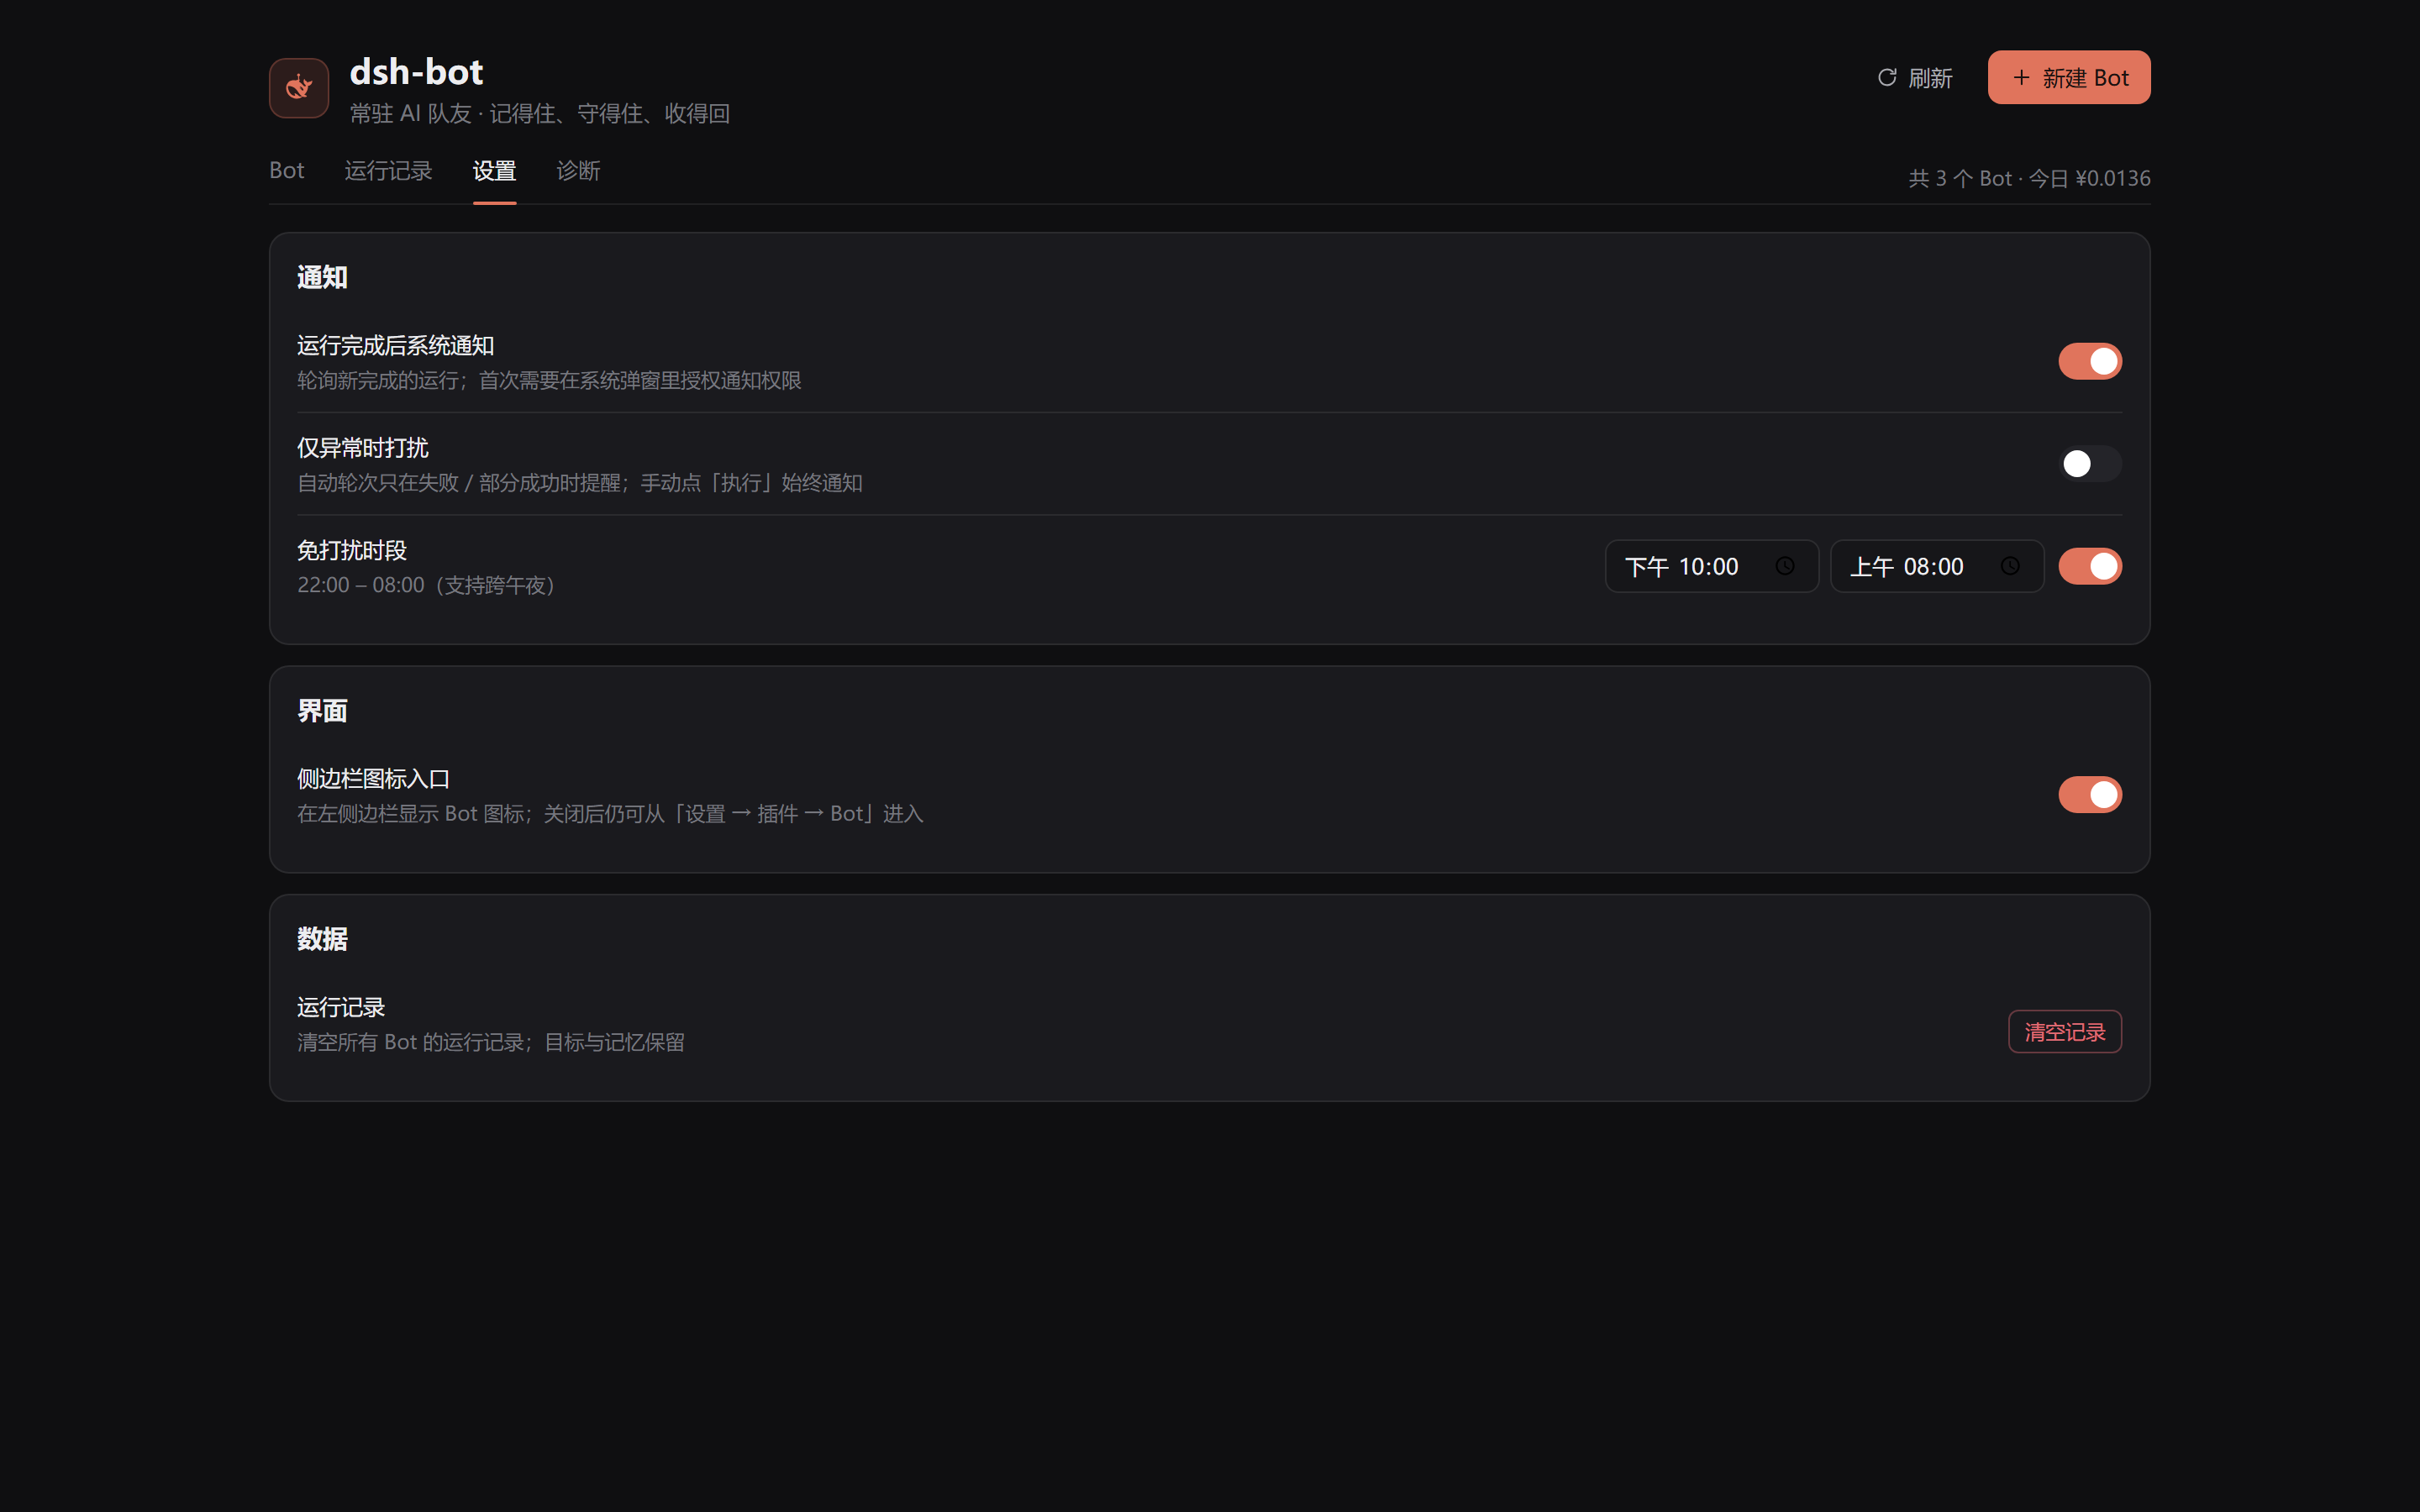 dsh-bot
常驻 AI 队友 · 记得住、守得住、收得回
刷新
新建 Bot
Bot 运行记录 设置 诊断
共 3 个 Bot · 今日 ¥0.0136
通知
运行完成后系统通知
轮询新完成的运行；首次需要在系统弹窗里授权通知权限
仅异常时打扰
自动轮次只在失败 / 部分成功时提醒；手动点「执行」始终通知
免打扰时段
22:00 – 08:00（支持跨午夜）
下午 10:00
上午 08:00
界面
侧边栏图标入口
在左侧边栏显示 Bot 图标；关闭后仍可从「设置 → 插件 → Bot」进入
数据
运行记录
清空所有 Bot 的运行记录；目标与记忆保留
清空记录